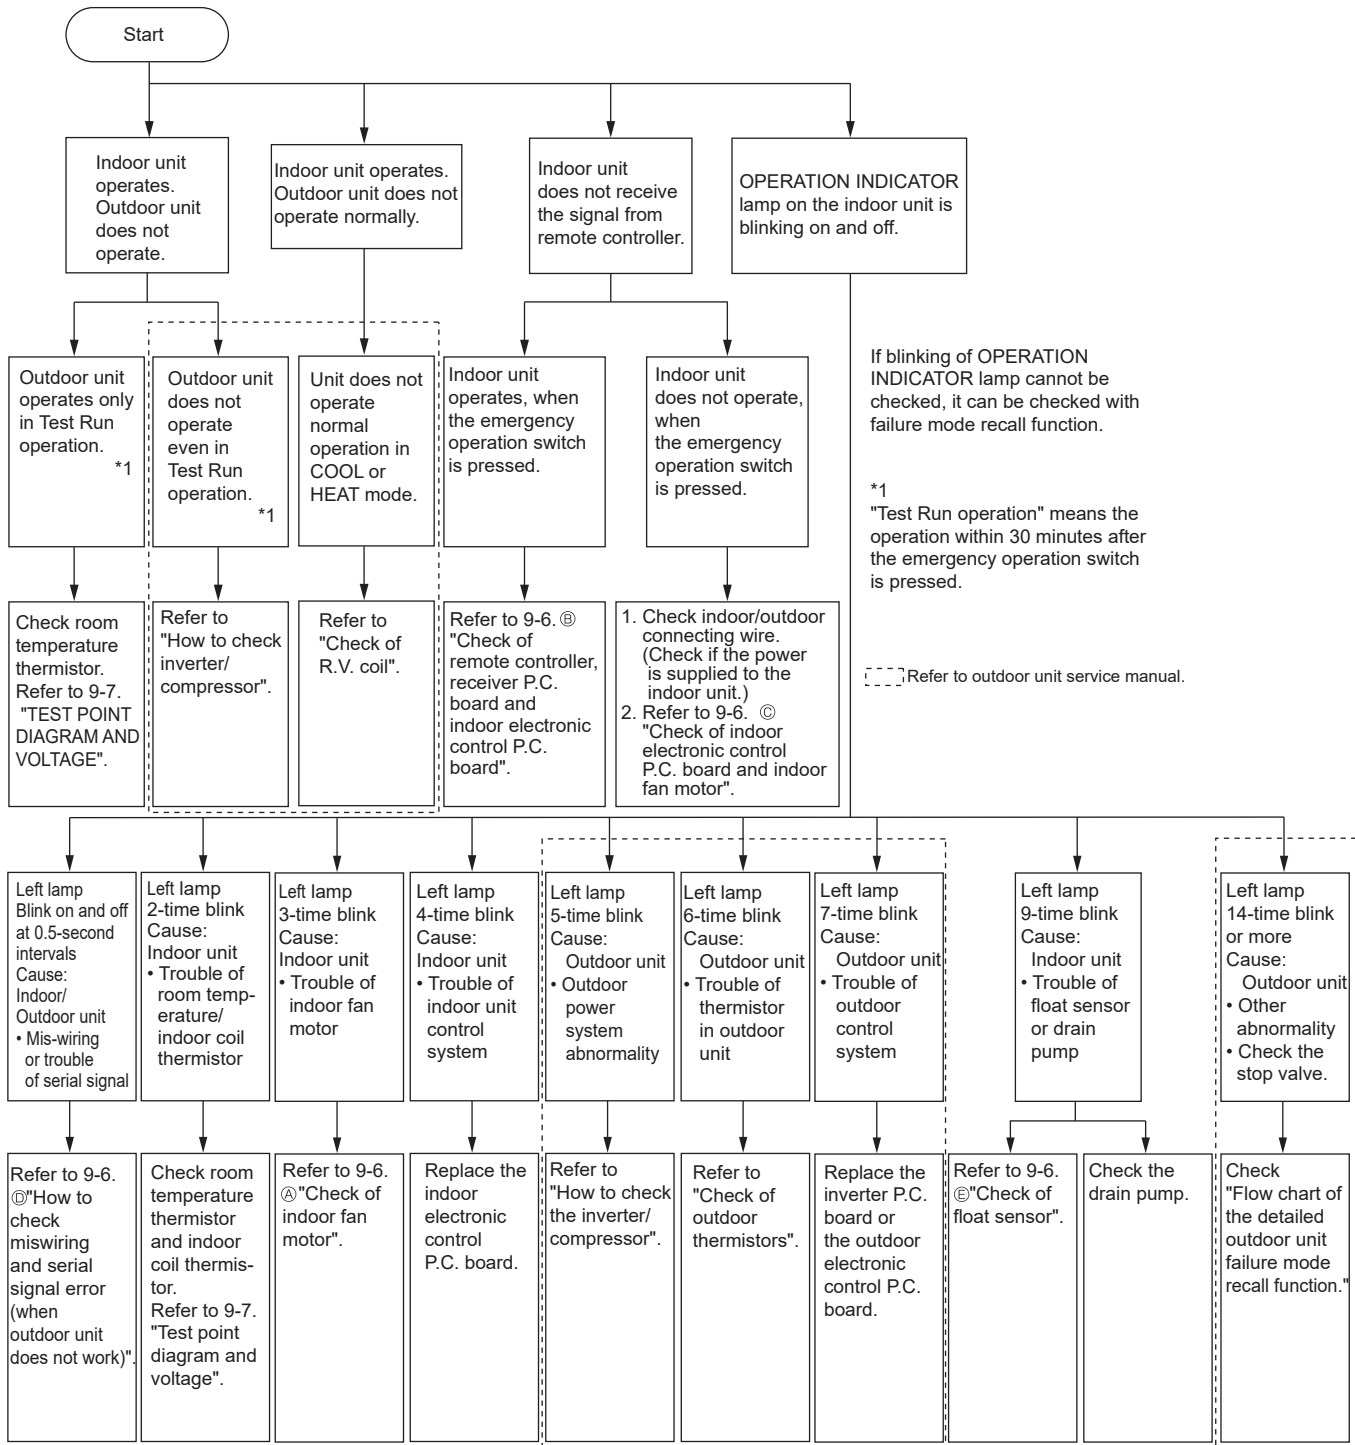 Start
Indoor unit
operates.
Outdoor unit
does not
operate.
Indoor unit operates.
Outdoor unit does not
operate normally.
Indoor unit
does not receive
the signal from
remote controller.
OPERATION INDICATOR
lamp on the indoor unit is
blinking on and off.
Outdoor unit
operates only
in Test Run
operation.
*1
Outdoor unit
does not
operate
even in
Test Run
operation.
*1
Unit does not
operate
normal
operation in
COOL or
HEAT mode.
Indoor unit
operates, when
the emergency
operation switch
is pressed.
Indoor unit
does not operate,
when
the emergency
operation switch
is pressed.
If blinking of OPERATION
INDICATOR lamp cannot be
checked, it can be checked with
failure mode recall function.
*1
"Test Run operation" means the
operation within 30 minutes after
the emergency operation switch
is pressed.
Refer to outdoor unit service manual.
Check room
temperature
thermistor.
Refer to 9-7.
"TEST POINT
DIAGRAM AND
VOLTAGE".
Refer to
"How to check
inverter/
compressor".
Refer to
"Check of
R.V. coil".
Refer to 9-6. Ⓑ
"Check of
remote controller,
receiver P.C.
board and
indoor electronic
control P.C.
board".
1. Check indoor/outdoor
connecting wire.
(Check if the power
is supplied to the
indoor unit.)
2. Refer to 9-6. Ⓒ
"Check of indoor
electronic control
P.C. board and indoor
fan motor".
Left lamp
Blink on and off
at 0.5-second
intervals
Cause:
Indoor/
Outdoor unit
• Mis-wiring
or trouble
of serial signal
Left lamp
2-time blink
Cause:
Indoor unit
• Trouble of
room temp-
erature/
indoor coil
thermistor
Left lamp
3-time blink
Cause:
Indoor unit
• Trouble of
indoor fan
motor
Left lamp
4-time blink
Cause:
Indoor unit
• Trouble of
indoor unit
control
system
Left lamp
5-time blink
Cause:
Outdoor unit
• Outdoor
power
system
abnormality
Left lamp
6-time blink
Cause:
Outdoor unit
• Trouble of
thermistor
in outdoor
unit
Left lamp
7-time blink
Cause:
Outdoor unit
• Trouble of
outdoor
control
system
Left lamp
9-time blink
Cause:
Indoor unit
• Trouble of
float sensor
or drain
pump
Left lamp
14-time blink
or more
Cause:
Outdoor unit
• Other
abnormality
• Check the
stop valve.
Refer to 9-6.
Ⓓ"How to
check
miswiring
and serial
signal error
(when
outdoor unit
does not work)".
Check room
temperature
thermistor
and indoor
coil thermis-
tor.
Refer to 9-7.
"Test point
diagram and
voltage".
Refer to 9-6.
Ⓐ"Check of
indoor fan
motor".
Replace the
indoor
electronic
control
P.C. board.
Refer to
"How to check
the inverter/
compressor".
Refer to
"Check of
outdoor
thermistors".
Replace the
inverter P.C.
board or
the outdoor
electronic
control P.C.
board.
Refer to 9-6.
Ⓔ"Check of
float sensor".
Check the
drain pump.
Check
"Flow chart of
the detailed
outdoor unit
failure mode
recall function."